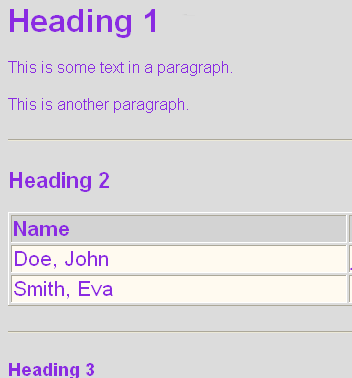 Heading 1
This is some text in a paragraph.
This is another paragraph.
Heading 2
Name
Doe, John
Smith, Eva
Heading 3